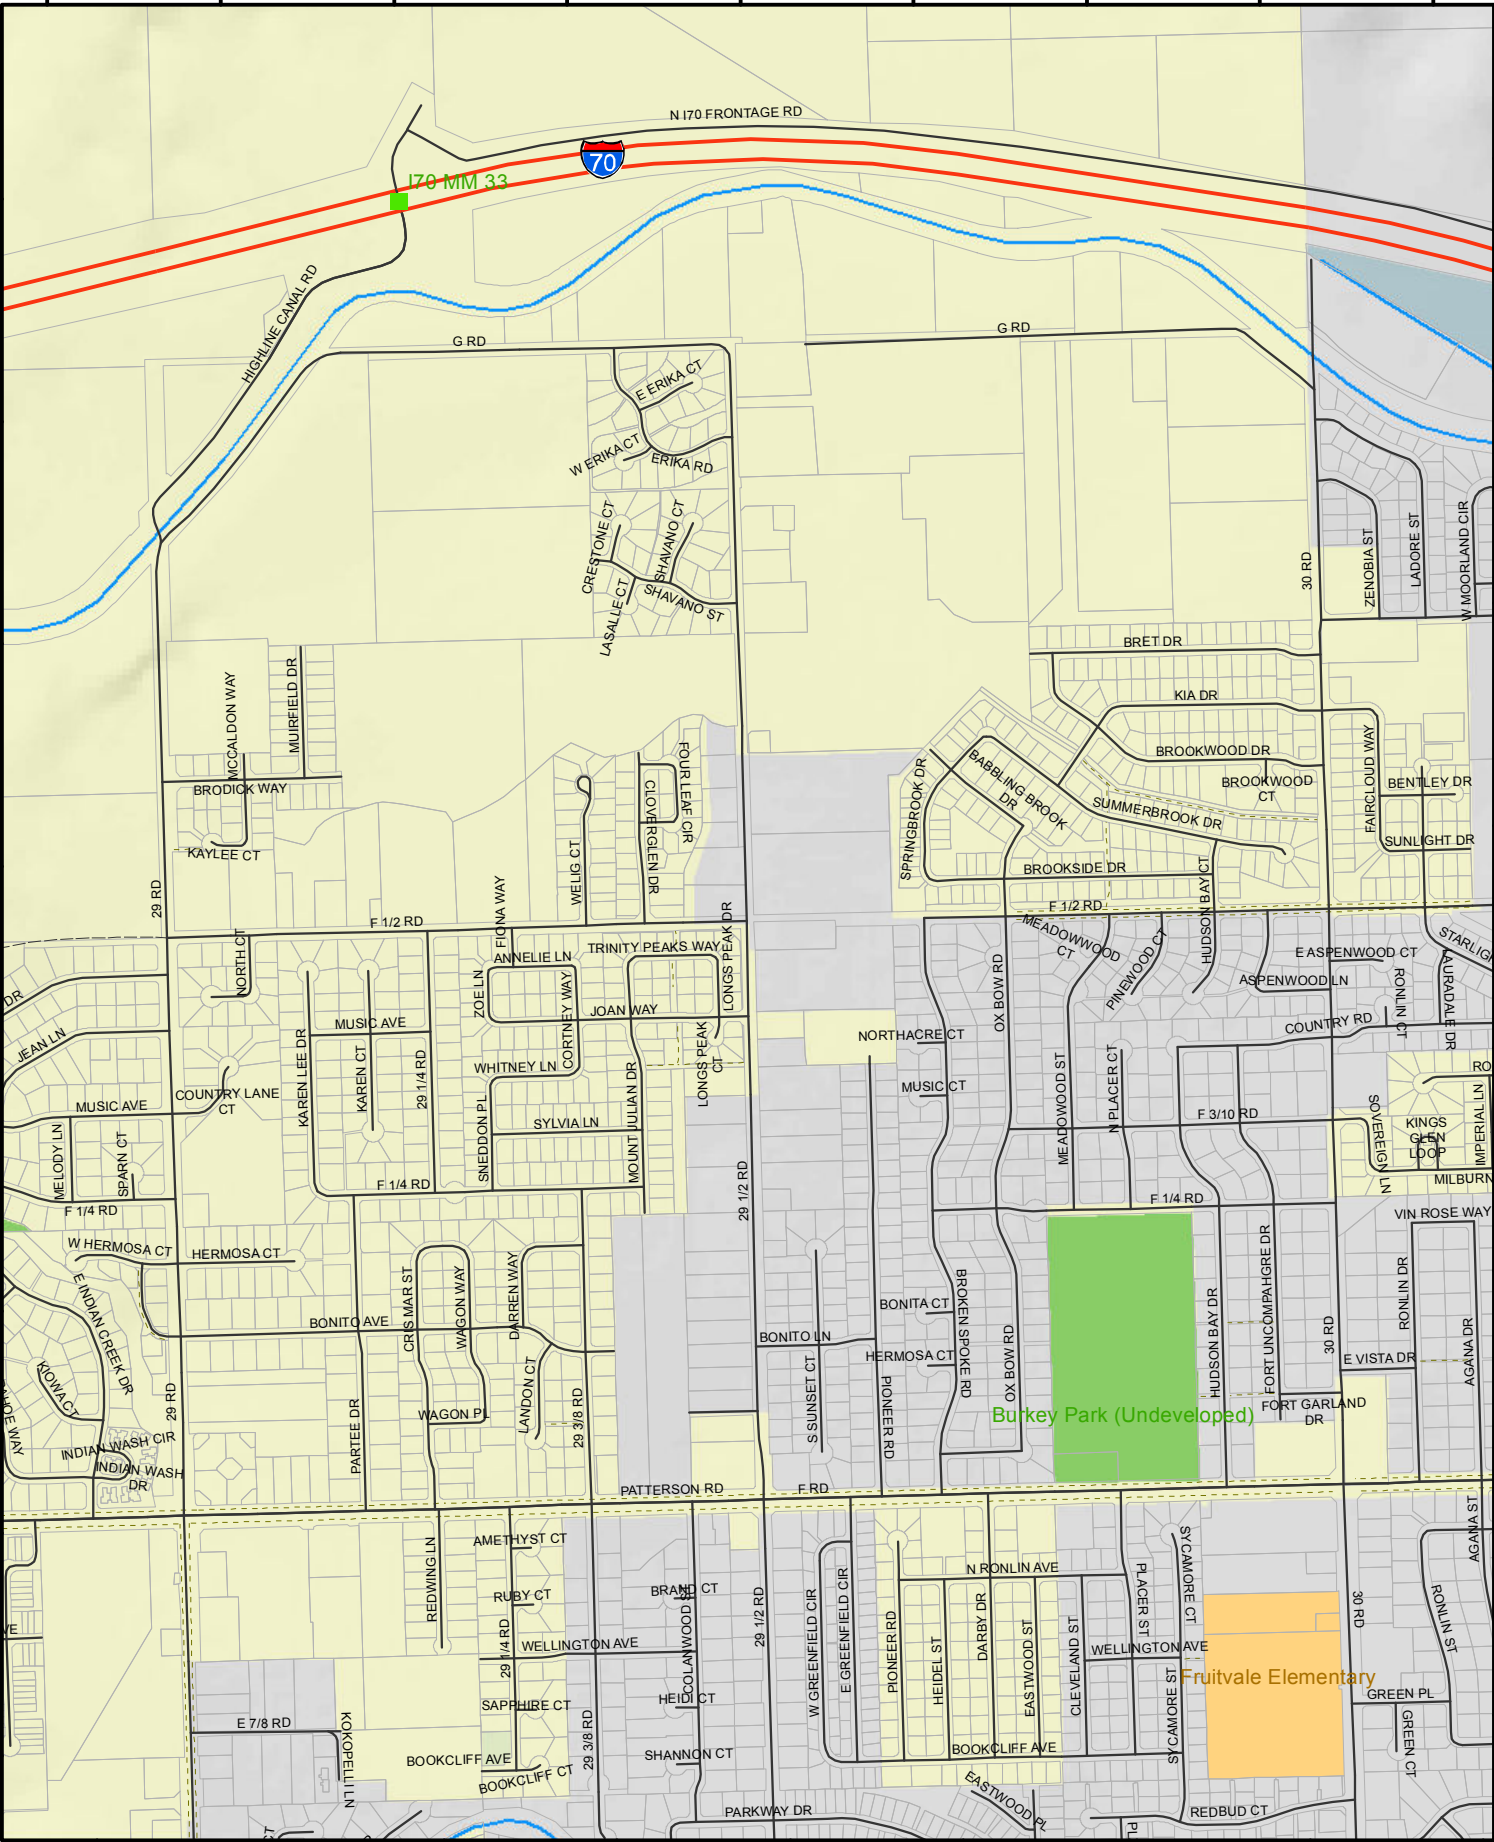 N I70 FRONTAGE RD
70
I70 MM 33
HIGHLINE CANAL RD
G RD
G RD
E ERIKA CT
W ERIKA CT
ERIKA RD
CRESTONE CT
SHAVANO CT
LASALLE CT
SHAVANO ST
30 RD
ZENOBIA ST
LADORE ST
W MOORLAND CIR
BRET DR
KIA DR
MCCALDON WAY
MUIRFIELD DR
BRODICK WAY
KAYLEE CT
FOUR LEAF CIR
CLOVERGLEN DR
WELIG CT
SPRINGBROOK DR
BABBLING BROOK
DR
BROOKWOOD DR
BROOKWOOD
CT
SUMMERBROOK DR
FAIRCLOUD WAY
BENTLEY DR
SUNLIGHT DR
BROOKSIDE DR
HUDSON BAY CT
29 RD
F 1/2 RD
F 1/2 RD
FIONA WAY
LONGS PEAK DR
NORTH CT
ANNELIE LN
TRINITY PEAKS WAY
MEADOWWOOD
CT
PINEWOOD CT
E ASPENWOOD CT
STARLIG
ASPENWOOD LN
RONLIN CT
LAURADALE DR
DR
ZOE LN
CORTNEY WAY
JOAN WAY
OX BOW RD
JEAN LN
MUSIC AVE
COUNTRY RD
NORTHACRE CT
KAREN LEE DR
KAREN CT
29 1/4 RD
WHITNEY LN
LONGS PEAK
CT
MUSIC CT
MEADOWOOD ST
N PLACER CT
RO
COUNTRY LANE
CT
MUSIC AVE
MELODY LN
SPARN CT
SNEDDON PL
SYLVIA LN
MOUNT JULIAN DR
29 1/2 RD
F 3/10 RD
SOVEREIGN LN
KINGS
GLEN
LOOP
IMPERIAL LN
MILBURN
F 1/4 RD
F 1/4 RD
F 1/4 RD
VIN ROSE WAY
W HERMOSA CT
HERMOSA CT
E INDIAN CREEK DR
CRIS MAR ST
WAGON WAY
DARREN WAY
BONITO AVE
BONITO LN
BONITA CT
HERMOSA CT
BROKEN SPOKE RD
OX BOW RD
HUDSON BAY DR
FORT UNCOMPAHGRE DR
30 RD
RONLIN DR
AGANA DR
E VISTA DR
KIOWA CT
AHOE WAY
29 RD
PARTEE DR
WAGON PL
LANDON CT
29 3/8 RD
S SUNSET CT
PIONEER RD
Burkey Park (Undeveloped)
FORT GARLAND
DR
INDIAN WASH CIR
INDIAN WASH
DR
PATTERSON RD
F RD
AMETHYST CT
REDWING LN
RUBY CT
29 1/4 RD
WELLINGTON AVE
BRAND CT
COLANWOOD ST
29 1/2 RD
W GREENFIELD CIR
E GREENFIELD CIR
PIONEER RD
HEIDEL ST
DARBY DR
EASTWOOD ST
N RONLIN AVE
CLEVELAND ST
PLACER ST
SYCAMORE CT
WELLINGTON AVE
SYCAMORE ST
30 RD
RONLIN ST
AGANA ST
VE
Fruitvale Elementary
GREEN PL
GREEN CT
SAPPHIRE CT
HEIDI CT
E 7/8 RD
KOKOPELLI LN
BOOKCLIFF AVE
BOOKCLIFF CT
29 3/8 RD
SHANNON CT
BOOKCLIFF AVE
EASTWOOD PL
PARKWAY DR
REDBUD CT
PL
ST